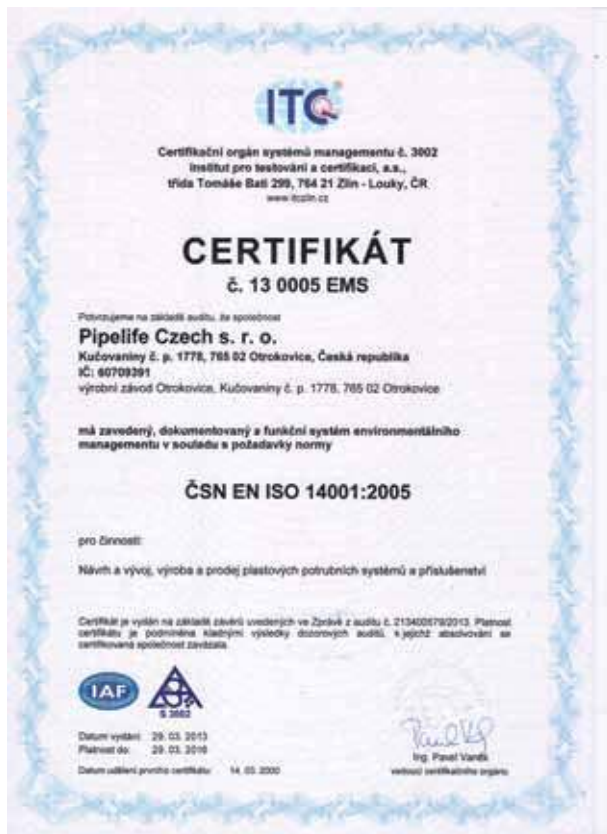 ITC
Certifikační orgán systémů managementu č. 3002
Institut pro testování a certifikaci, a.s.,
třída Tomáše Bati 299, 764 21 Zlín - Louky, ČR
www.itczlin.cz
CERTIFIKÁT
č. 13 0005 EMS
Potvrzujeme na základě auditu, že společnost
Pipelife Czech s. r. o.
Kučovaniny č. p. 1778, 765 02 Otrokovice, Česká republika
IČ: 60709391
výrobní závod Otrokovice, Kučovaniny č. p. 1778, 765 02 Otrokovice
má zavedený, dokumentovaný a funkční systém environmentálního
managementu v souladu s požadavky normy
ČSN EN ISO 14001:2005
pro činnosti:
Návrh a vývoj, výroba a prodej plastových potrubních systémů a příslušenství
Certifikát je vydán na základě závěrů uvedených ve Zprávě z auditu č. 213400579/2013. Platnost
certifikátu je podmíněna kladnými výsledky dozorových auditů, k jejichž absolvování se
certifikovaná společnost zavázala.
IAF
S 3002
Datum vydání: 29. 03. 2013
Platnost do: 29. 03. 2016
Datum udělení prvního certifikátu: 14. 03. 2000
Ing. Pavel Vaněk
vedoucí certifikačního orgánu